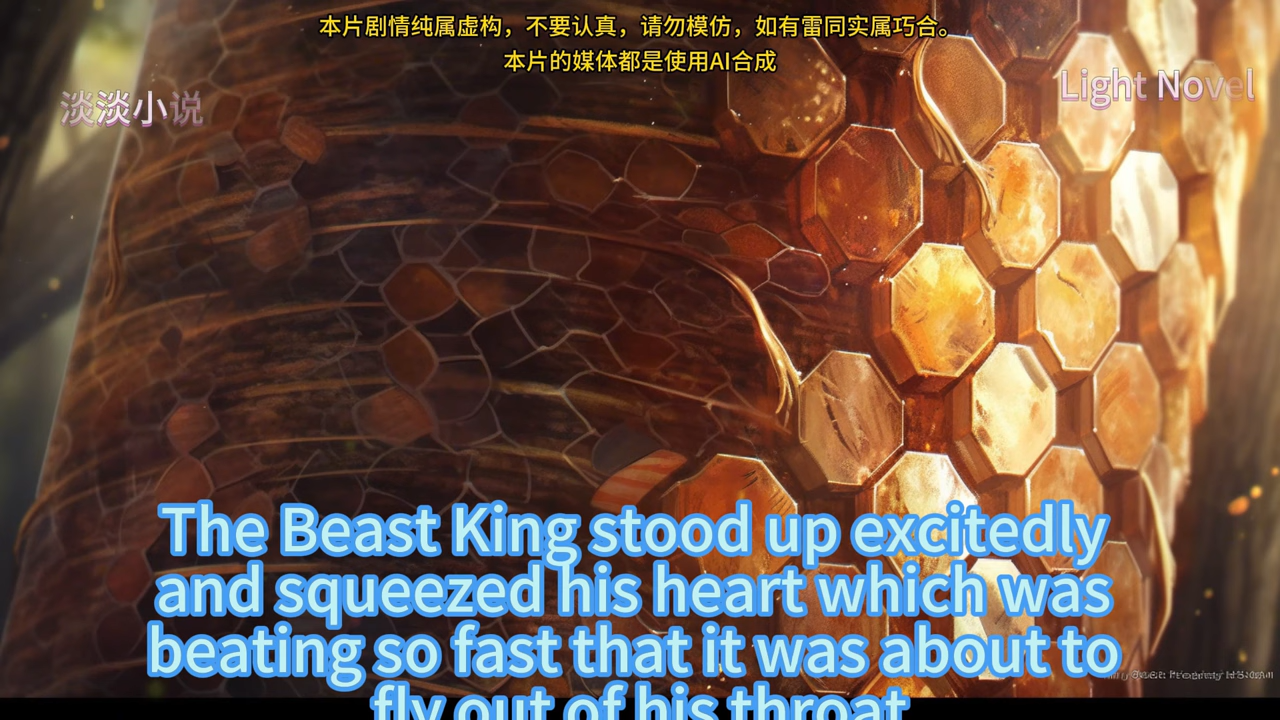 本片剧情纯属虚构，不要认真，请勿模仿，如有雷同实属巧合。
本片的媒体都是使用AI合成
淡淡小说
Light Novel
The Beast King stood up excitedly
and squeezed his heart which was
beating so fast that it was about to
fly out of his throat